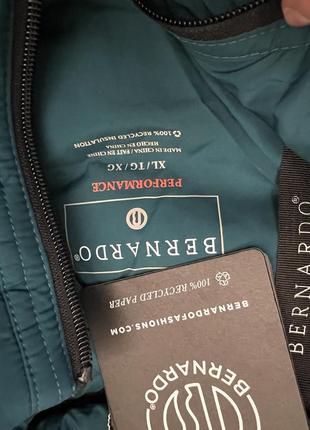 BERNARDO®
PERFORMANCE
XL/TG/XG
MADE IN CHINA/FAIT EN CHINE
HECHO EN CHINA
100% RECYCLED INSULATION
BERNARDO®
BERNARDO
BERNARDOFASHIONS.COM
100% RECYCLED PAPER